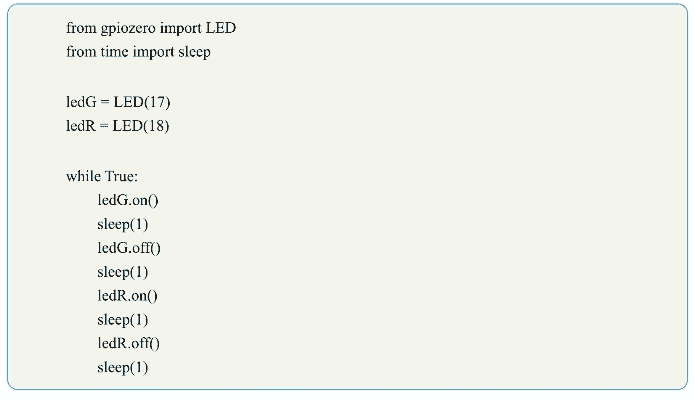 from gpiozero import LED
from time import sleep

ledG = LED(17)
ledR = LED(18)

while True:
    ledG.on()
    sleep(1)
    ledG.off()
    sleep(1)
    ledR.on()
    sleep(1)
    ledR.off()
    sleep(1)